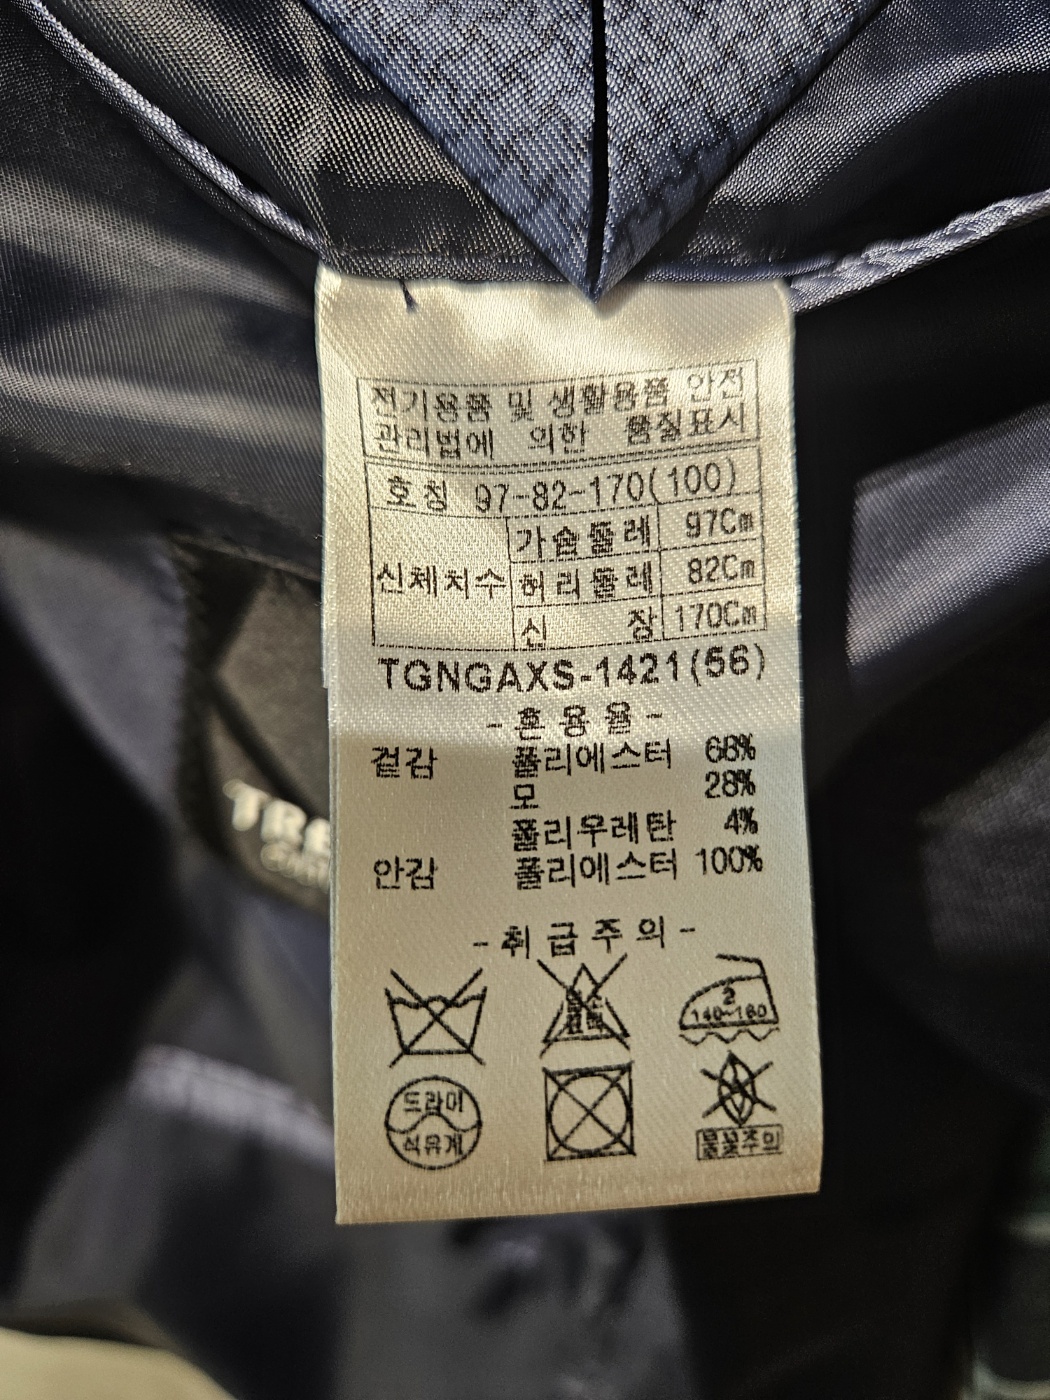 전기용품 및 생활용품 안전
관리법에 의한 품질표시
호칭 97-82-170(100)
신체치수
가슴둘레 97Cm
허리둘레 82Cm
신 장 170Cm
TGNGAXS-1421(56)
- 혼 용 율 -
겉감 폴리에스터 68%
모 28%
폴리우레탄 4%
안감 폴리에스터 100%
- 취 급 주 의 -
2
140~160
드라이
석유계
불꽃주의